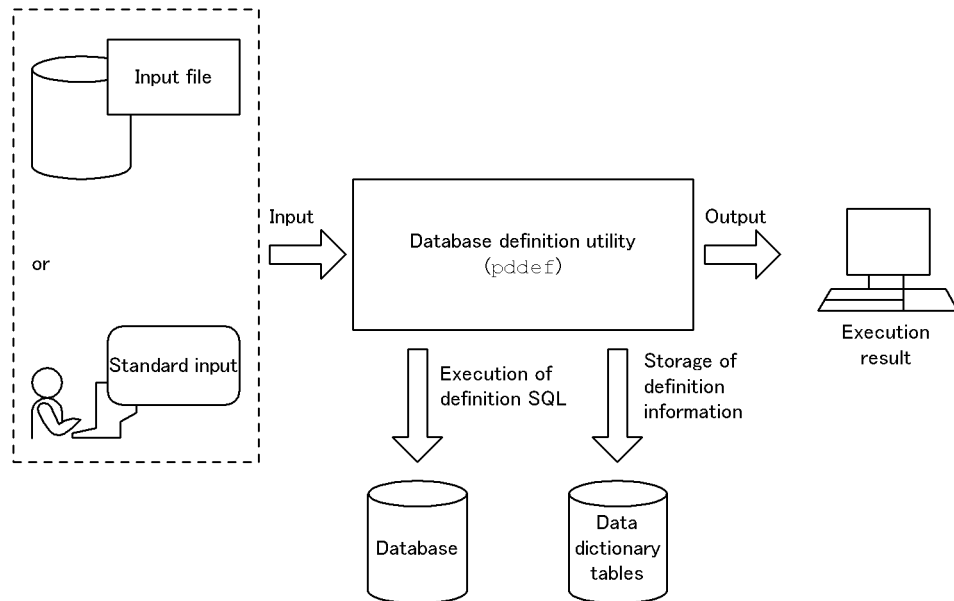 Input file
or
Standard input
Input
Database definition utility
(pddef)
Output
Execution
result
Execution of
definition SQL
Storage of
definition
information
Database
Data
dictionary
tables